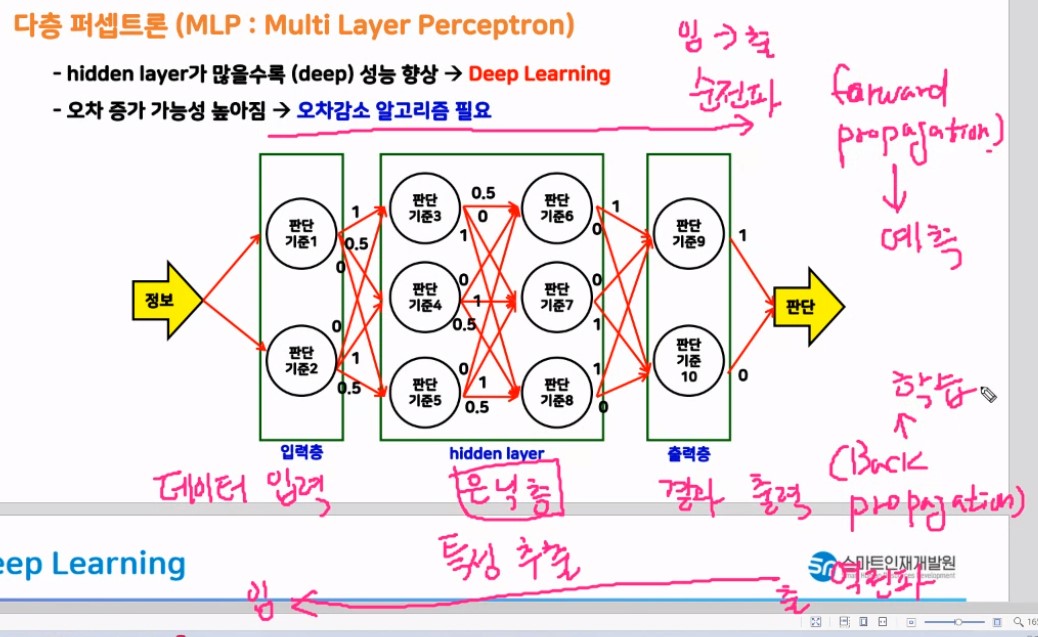 다층 퍼셉트론 (MLP : Multi Layer Perceptron)
- hidden layer가 많을수록 (deep) 성능 향상 → Deep Learning
- 오차 증가 가능성 높아짐 → 오차감소 알고리즘 필요
입 → 출
순전파
forward
propagation)
↓
예측
정보
판단
기준1
판단
기준2
1
0.5
0
0
1
0.5
판단
기준3
판단
기준4
판단
기준5
0.5
0
1
0
1
0.5
0
1
0.5
판단
기준6
판단
기준7
판단
기준8
1
0
0
1
1
0
판단
기준9
판단
기준
10
1
0
판단
입력층
hidden layer
출력층
데이터 입력
은닉층
결과 출력
학습
↑
(Back
propagation)
특성 추출
eep Learning
스마트인재개발원
역전파
입 ← 출
16